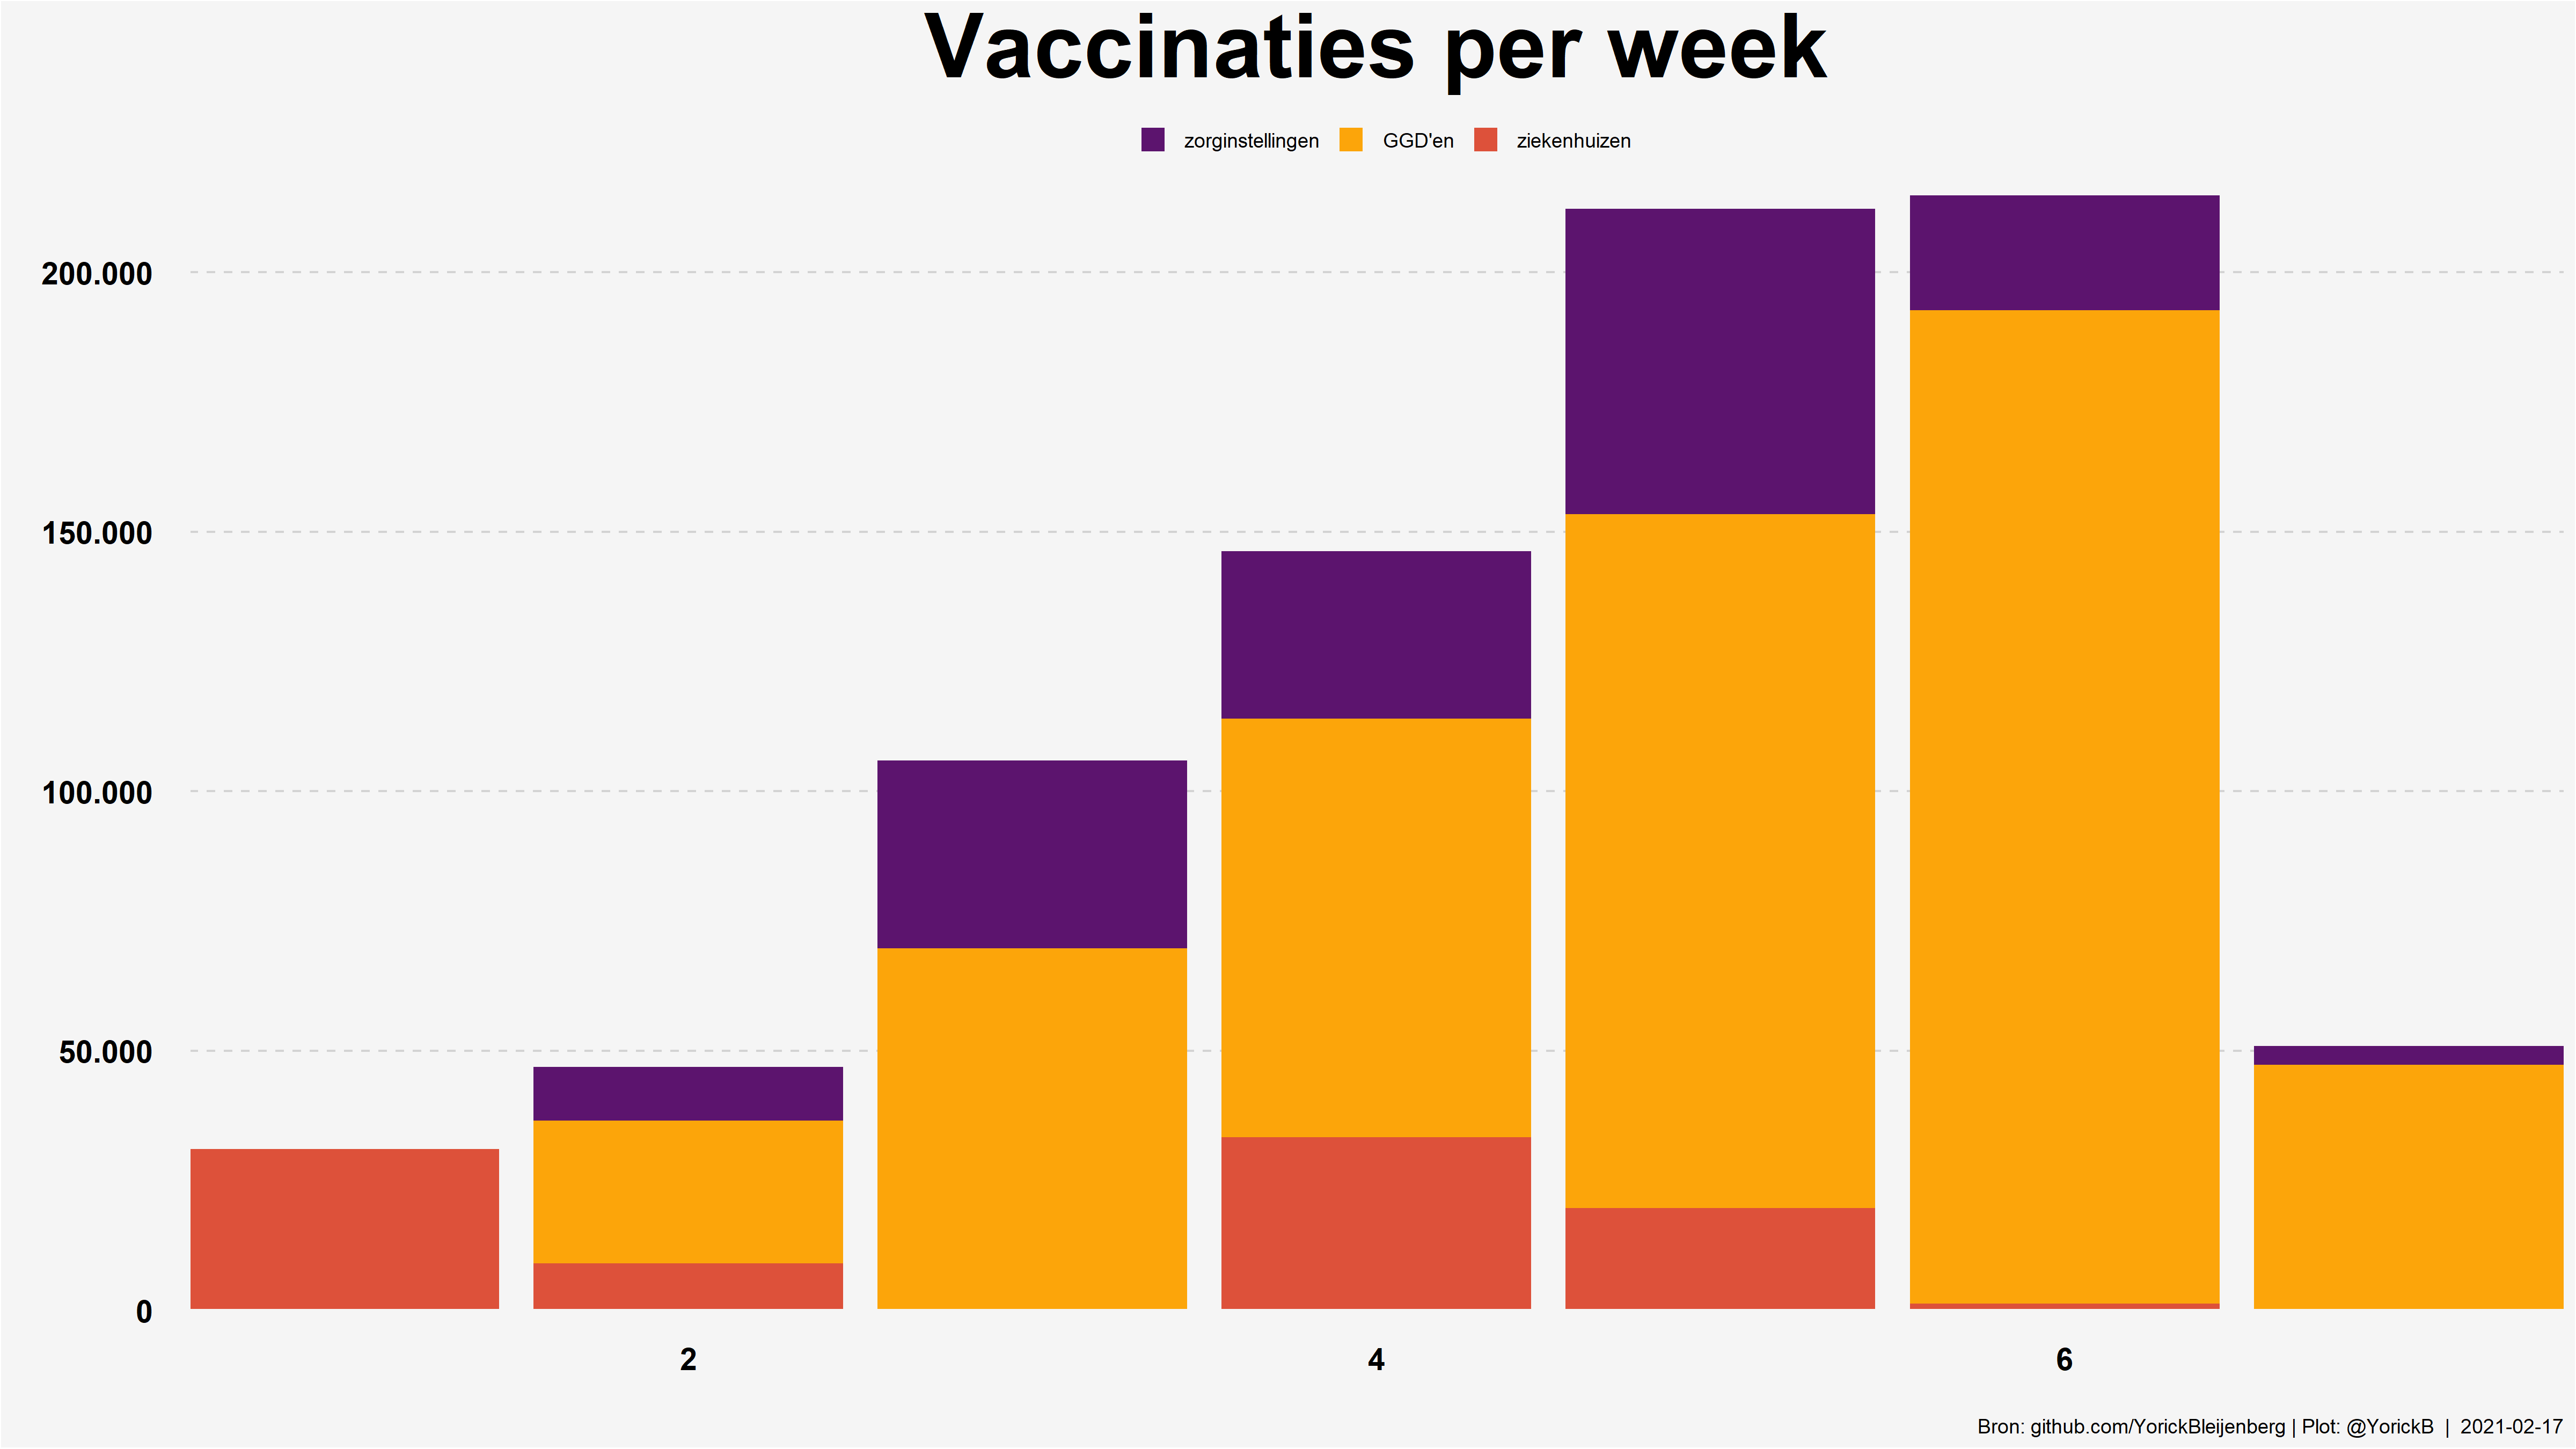 Vaccinaties per week
zorginstellingen GGD'en ziekenhuizen
200.000
150.000
100.000
50.000
0
2 4 6
Bron: github.com/YorickBleijenberg | Plot: @YorickB | 2021-02-17